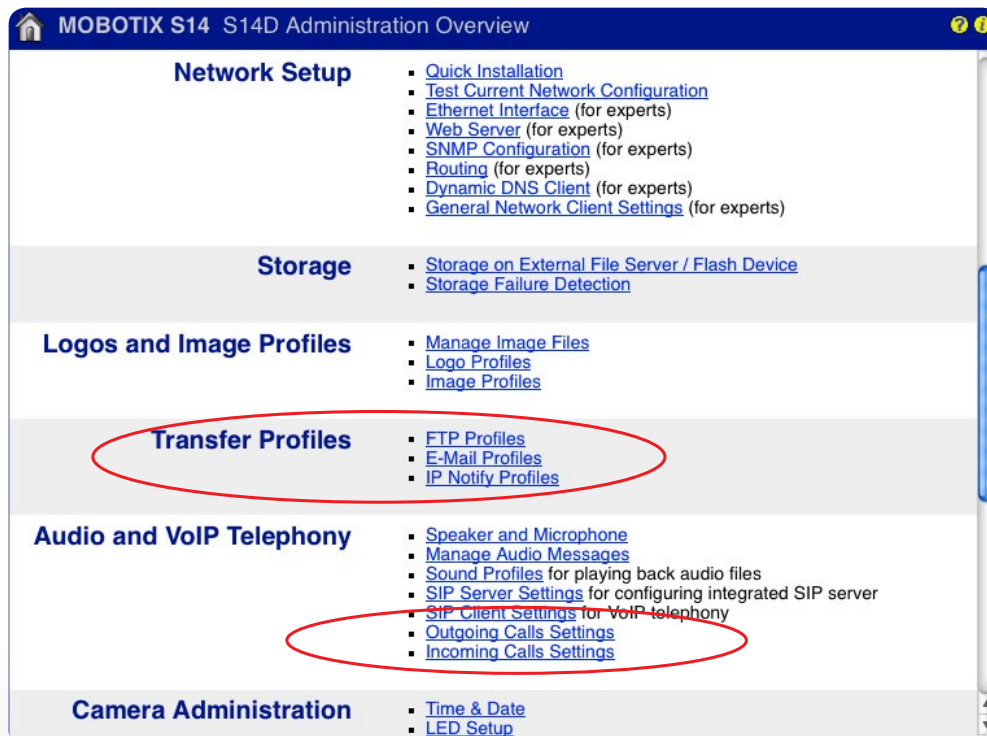 MOBOTIX S14 S14D Administration Overview
Network Setup
Quick Installation
Test Current Network Configuration
Ethernet Interface (for experts)
Web Server (for experts)
SNMP Configuration (for experts)
Routing (for experts)
Dynamic DNS Client (for experts)
General Network Client Settings (for experts)
Storage
Storage on External File Server / Flash Device
Storage Failure Detection
Logos and Image Profiles
Manage Image Files
Logo Profiles
Image Profiles
Transfer Profiles
FTP Profiles
E-Mail Profiles
IP Notify Profiles
Audio and VoIP Telephony
Speaker and Microphone
Manage Audio Messages
Sound Profiles for playing back audio files
SIP Server Settings for configuring integrated SIP server
SIP Client Settings for VoIP telephony
Outgoing Calls Settings
Incoming Calls Settings
Camera Administration
Time & Date
LED Setup